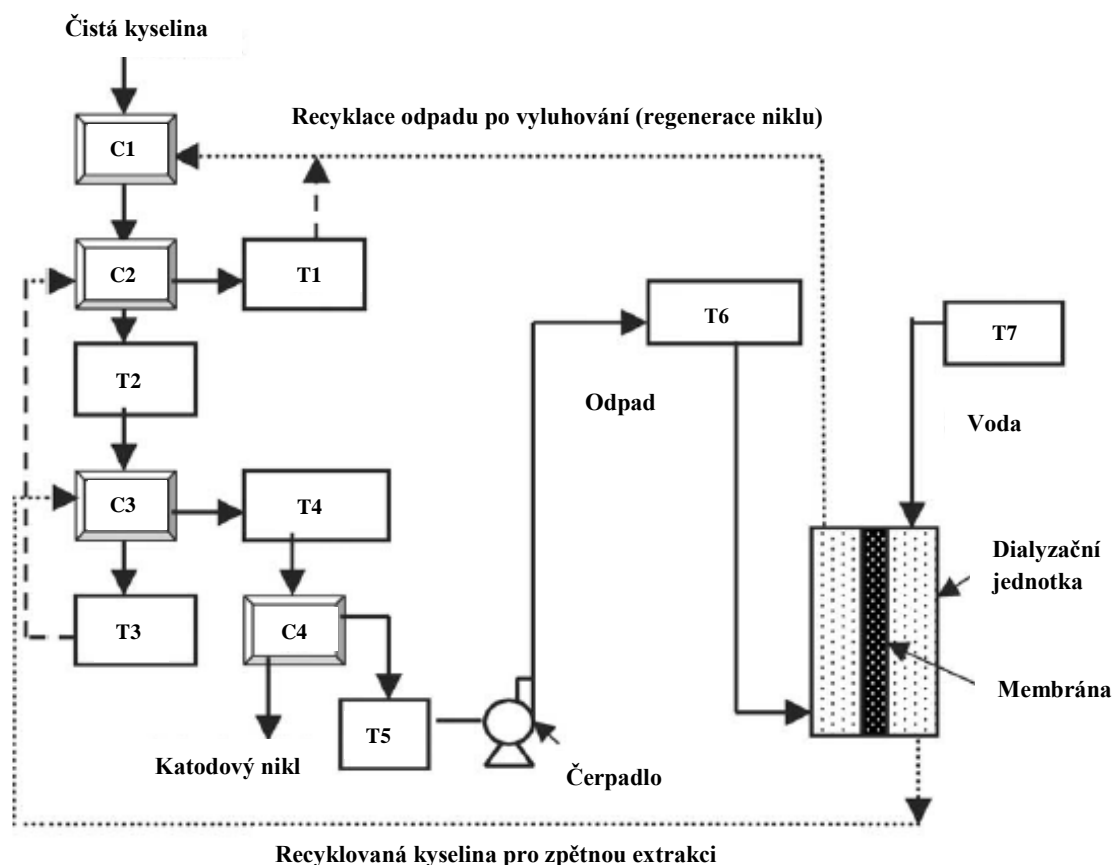 Čistá kyselina
Recyklace odpadu po vyluhování (regenerace niklu)
C1
C2
T1
T6
T7
T2
Odpad
Voda
C3
T4
Dialyzační
jednotka
T3
C4
Membrána
T5
Katodový nikl
Čerpadlo
Recyklovaná kyselina pro zpětnou extrakci